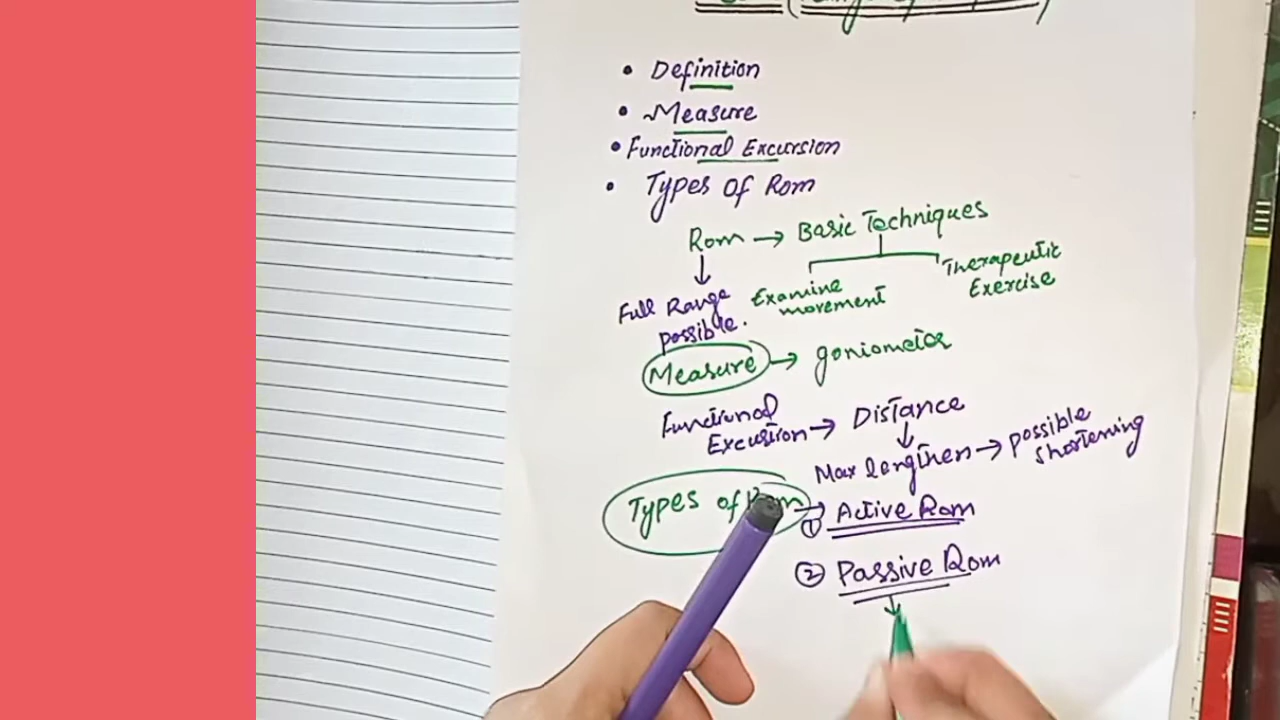 • Definition
• Measure
• Functional Excursion
• Types of Rom
Rom → Basic Techniques
Full Range possible.
Examine movement
Therapeutic Exercise
Measure → goniometer
Functional Excursion → Distance
Max lengthen → possible shortening
Types of Rom → ① Active Rom
② Passive Rom